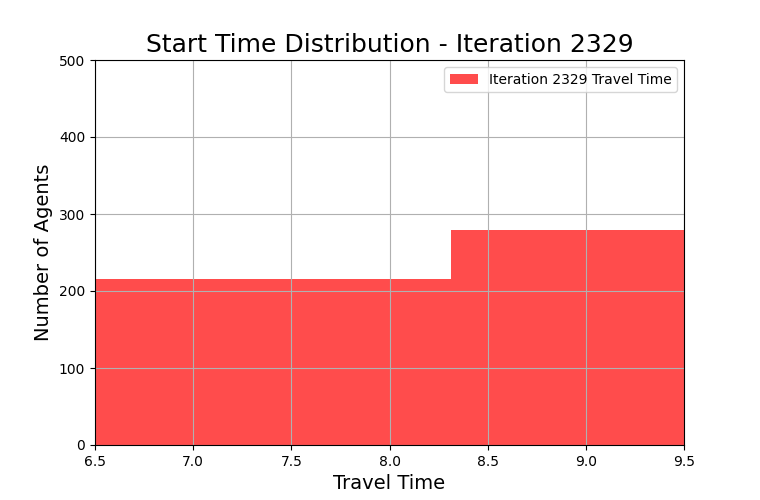 Start Time Distribution - Iteration 2329
Iteration 2329 Travel Time
Number of Agents
500
400
300
200
100
0
6.5 7.0 7.5 8.0 8.5 9.0 9.5
Travel Time